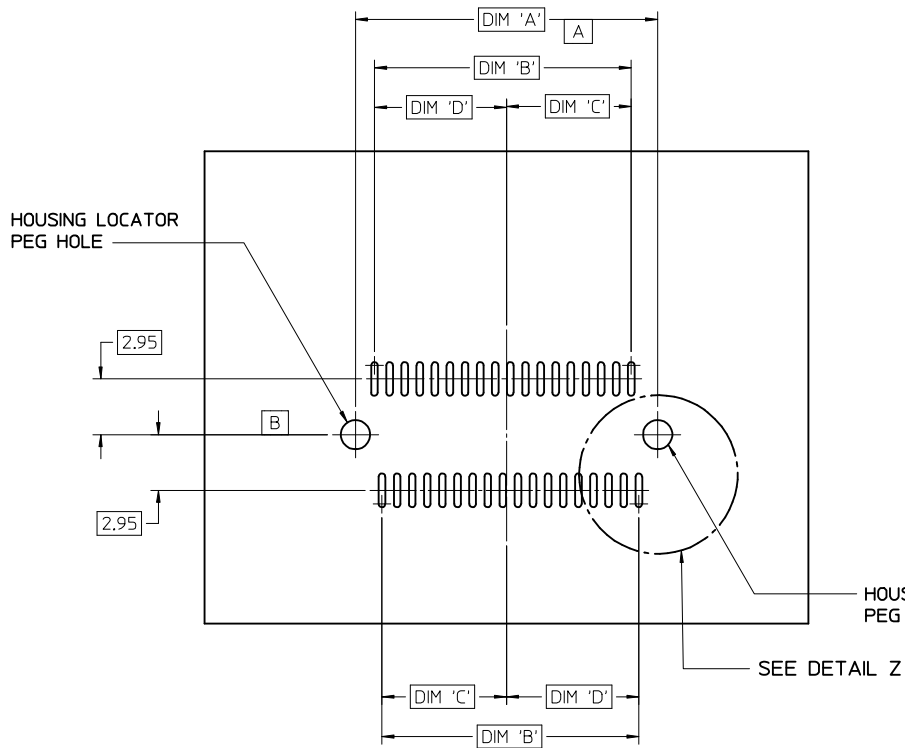 DIM 'A'
A
DIM 'B'
DIM 'D'
DIM 'C'
HOUSING LOCATOR
PEG HOLE
2.95
B
2.95
HOUS
PEG
SEE DETAIL Z
DIM 'C'
DIM 'D'
DIM 'B'